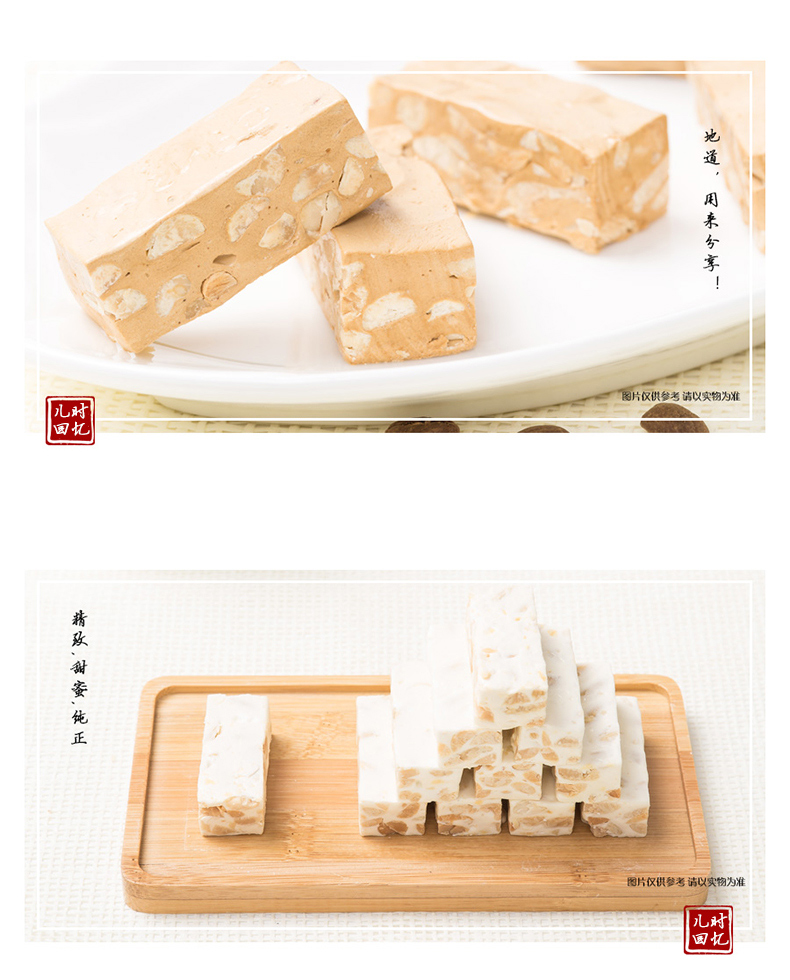 地道，用来分享！
图片仅供参考 请以实物为准
儿时
回忆
精致、甜蜜、纯正
图片仅供参考 请以实物为准
儿时
回忆